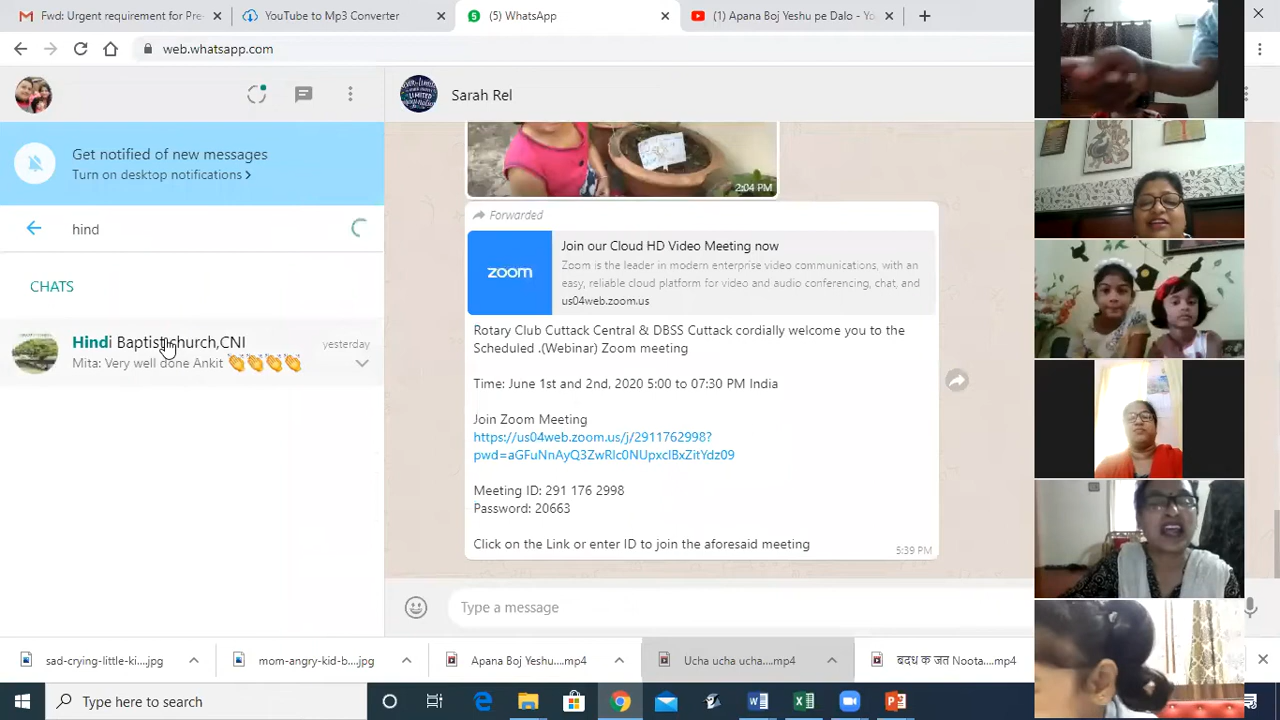 Fwd: Urgent requirement for Pre
YouTube to Mp3 Converter
(5) WhatsApp
(1) Apana Boj Yeshu pe Dalo - Yo
web.whatsapp.com
Sarah Rel
Get notified of new messages
Turn on desktop notifications >
hind
CHATS
Hindi Baptist church,CNI
yesterday
Mita: Very well done Ankit 👏👏👏👏
2:04 PM
Forwarded
zoom
Join our Cloud HD Video Meeting now
Zoom is the leader in modern enterprise video communications, with an
easy, reliable cloud platform for video and audio conferencing, chat, and
us04web.zoom.us
Rotary Club Cuttack Central & DBSS Cuttack cordially welcome you to the
Scheduled .(Webinar) Zoom meeting
Time: June 1st and 2nd, 2020 5:00 to 07:30 PM India
Join Zoom Meeting
https://us04web.zoom.us/j/2911762998?
pwd=aGFuNnAyQ3ZwRlc0NUpxclBxZitYdz09
Meeting ID: 291 176 2998
Password: 20663
Click on the Link or enter ID to join the aforesaid meeting
5:39 PM
Type a message
sad-crying-little-ki....jpg
mom-angry-kid-b....jpg
Apana Boj Yeshu....mp4
Ucha ucha ucha....mp4
बदध क जत Noota....mp4
Type here to search